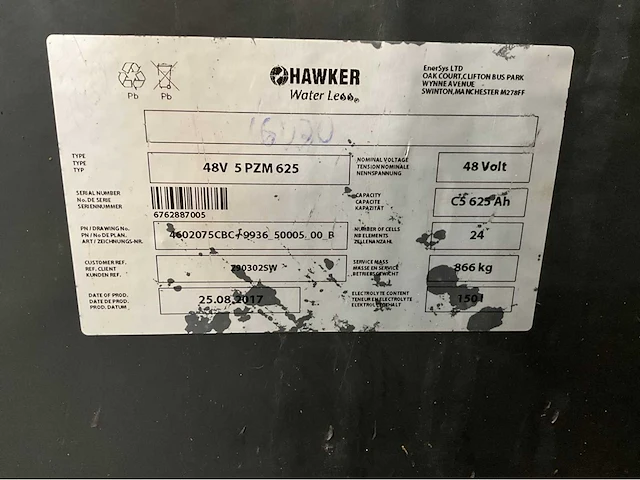 Pb Pb
HAWKER
Water Less®
EnerSys LTD
OAK COURT,CLIFTON BUS PARK
WYNNE AVENUE
SWINTON,MANCHESTER M278FF
TYPE
TYPE
TYP
48V 5 PZM 625
NOMINAL VOLTAGE
TENSION NOMINALE
NENNSPANNUNG
48 Volt
SERIAL NUMBER
No. DE SERIE
SERIENNUMMER
6762887005
CAPACITY
CAPACITE
KAPAZITÄT
C5 625 Ah
PN / DRAWING No.
PN / No DE PLAN.
ART / ZEICHNUNGS-NR.
4602075CBC-F9936_50005_00_B
NUMBER OF CELLS
NB ELEMENTS
ZELLENANZAHL
24
CUSTOMER REF.
REF. CLIENT
KUNDEN REF.
290302SW
SERVICE MASS
MASSE EN SERVICE
BETRIEBSGEWICHT
866 kg
DATE OF PROD.
DATE DE PROD.
PROD. DATUM
25.08.2017
ELECTROLYTE CONTENT
TENEUR EN ELECTROLYTE
ELEKTROLYTGEHALT
150 l